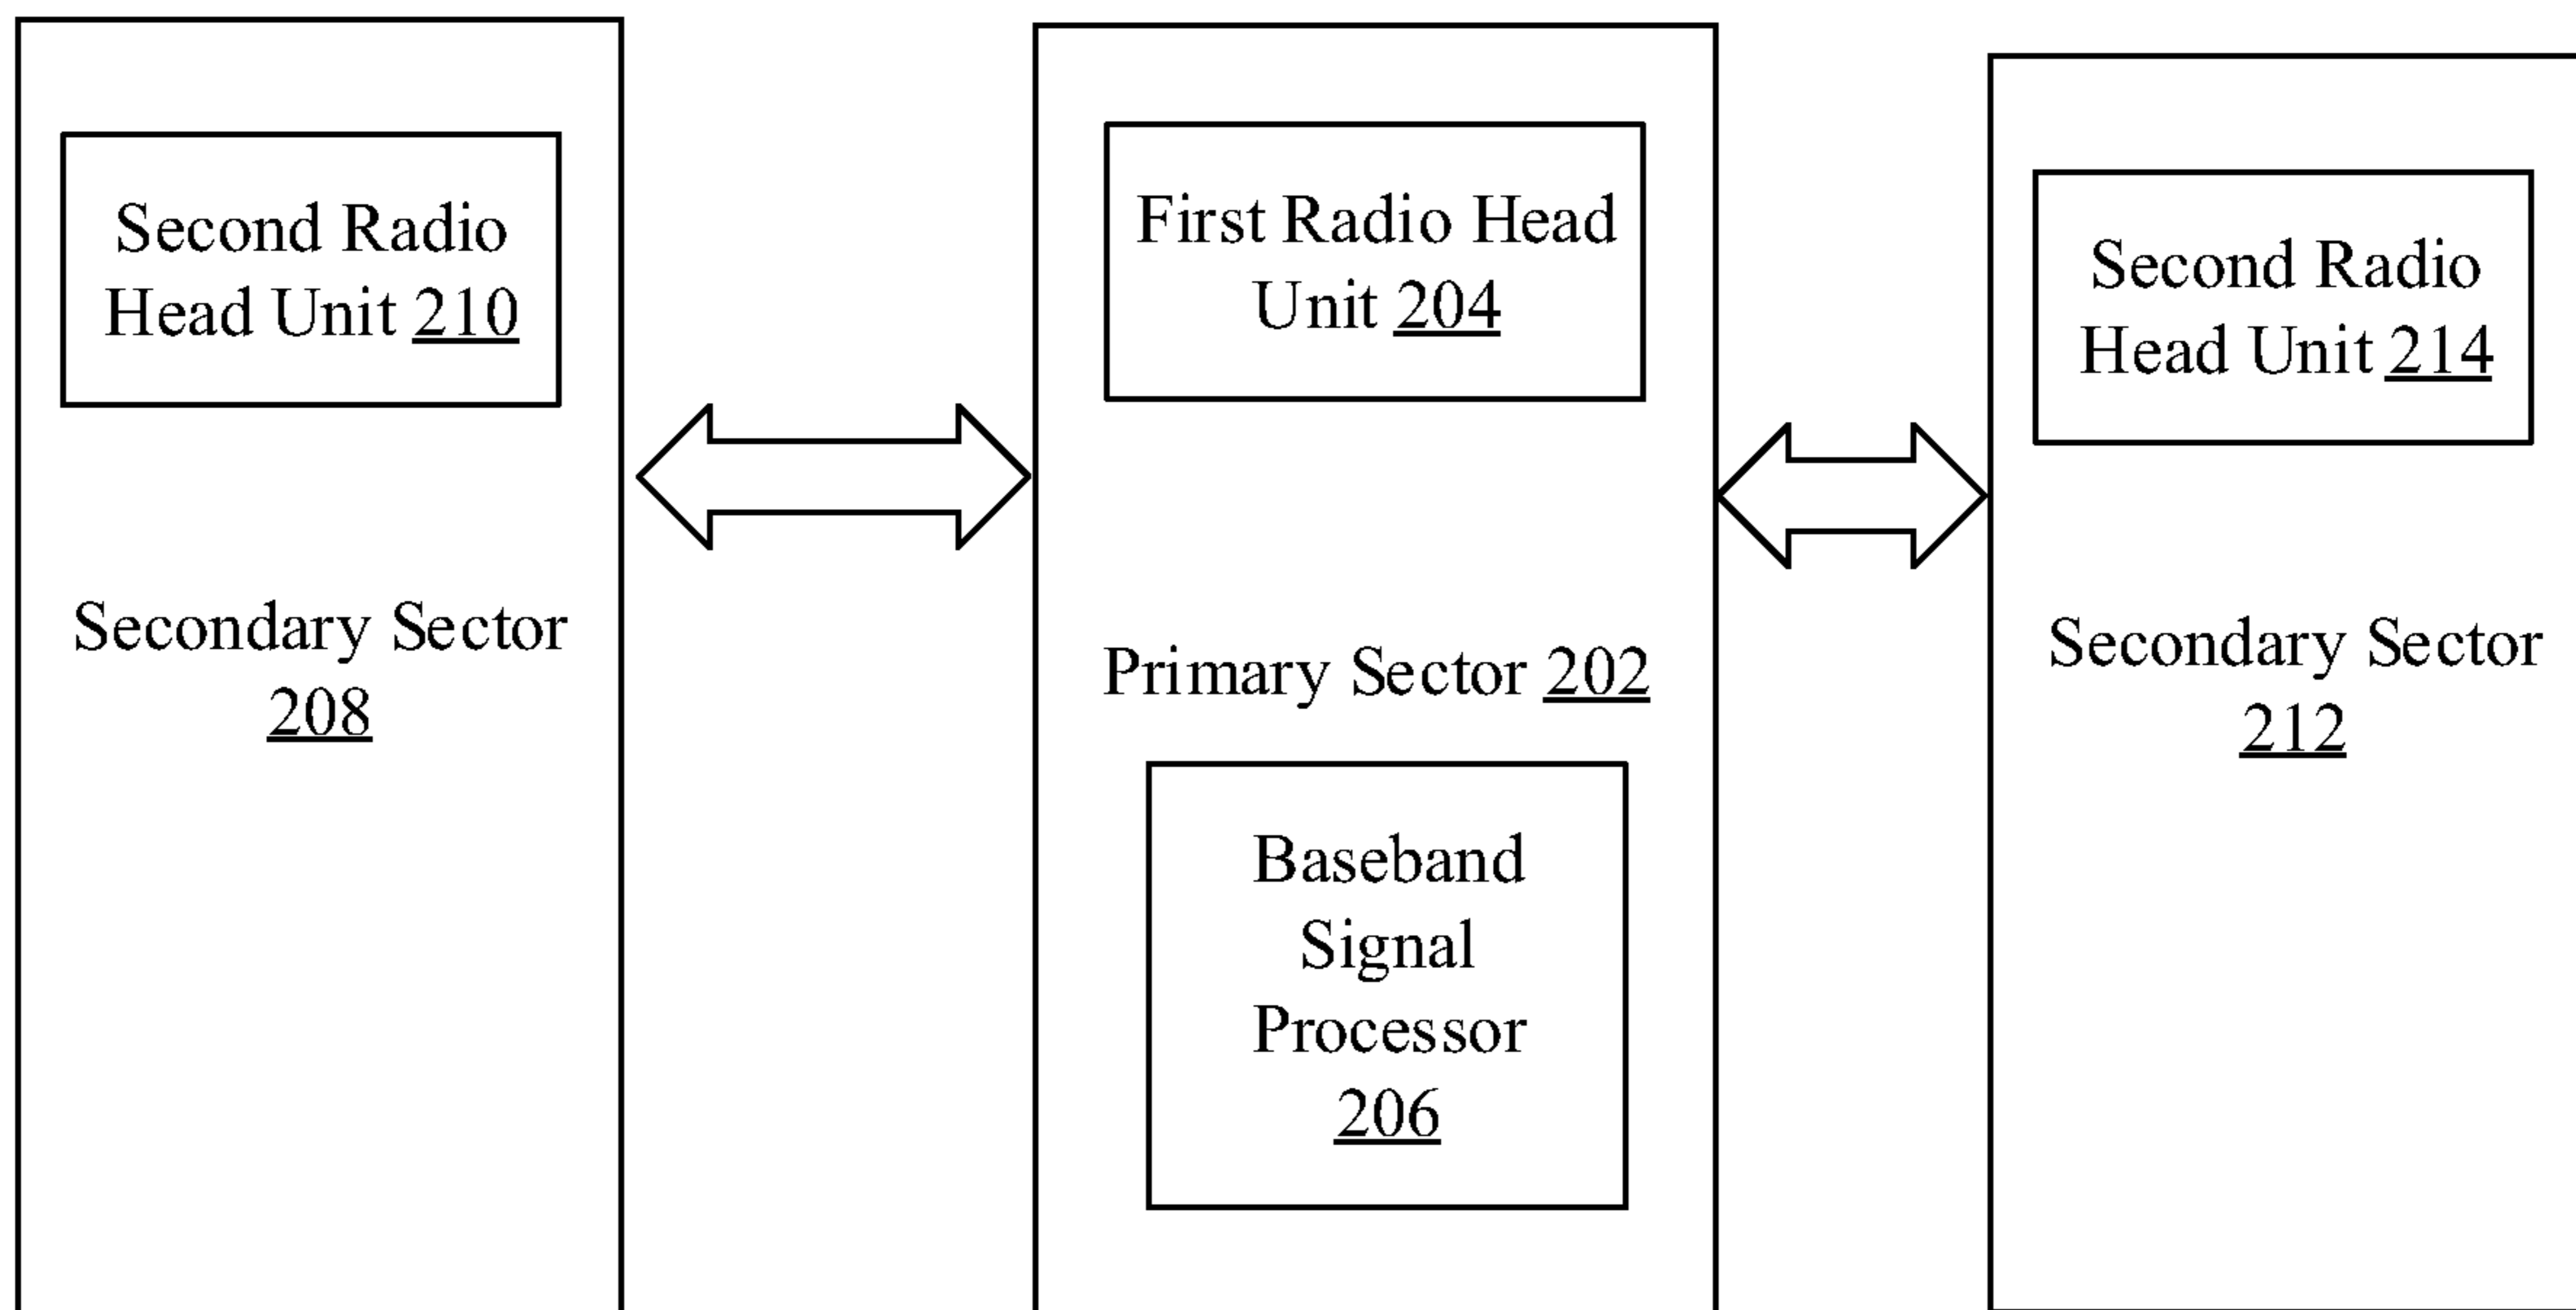 Second Radio
Head Unit 210
Secondary Sector
208
First Radio Head
Unit 204
Primary Sector 202
Baseband
Signal
Processor
206
Second Radio
Head Unit 214
Secondary Sector
212